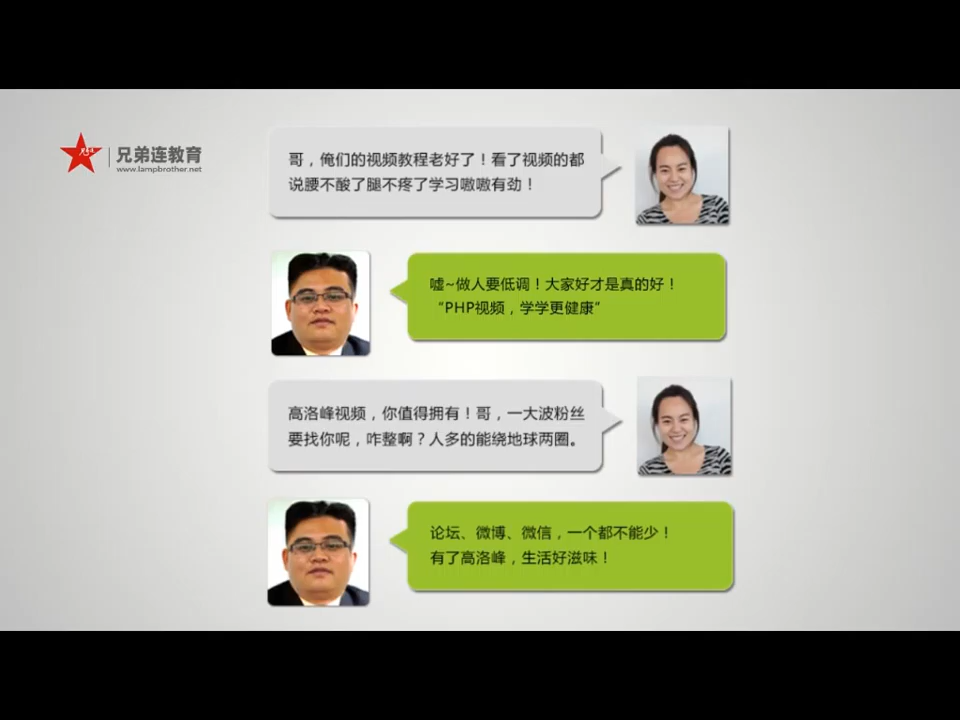 兄弟连教育
www.lampbrother.net
哥，俺们的视频教程老好了！看了视频的都
说腰不酸了腿不疼了学习嗷嗷有劲！
嘘~做人要低调！大家好才是真的好！
“PHP视频，学学更健康”
高洛峰视频，你值得拥有！哥，一大波粉丝
要找你呢，咋整啊？人多的能绕地球两圈。
论坛、微博、微信，一个都不能少！
有了高洛峰，生活好滋味！